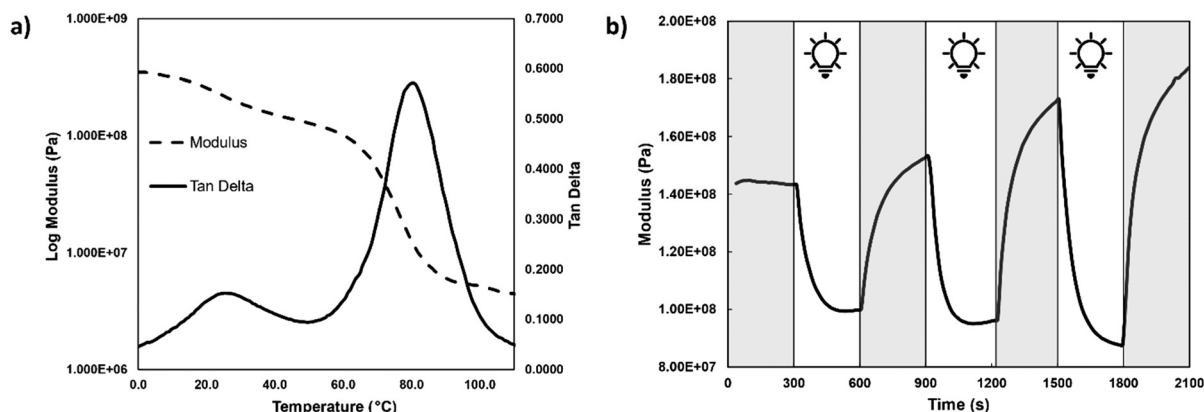 a)
1.000E+09
1.000E+08
1.000E+07
1.000E+06
Log Modulus (Pa)
Modulus
Tan Delta
0.7000
0.6000
0.5000
0.4000
0.3000
0.2000
0.1000
0.0000
Tan Delta
0.0 20.0 40.0 60.0 80.0 100.0
Temperature (°C)
b)
2.00E+08
1.80E+08
1.60E+08
1.40E+08
1.20E+08
1.00E+08
8.00E+07
Modulus (Pa)
0 300 600 900 1200 1500 1800 2100
Time (s)